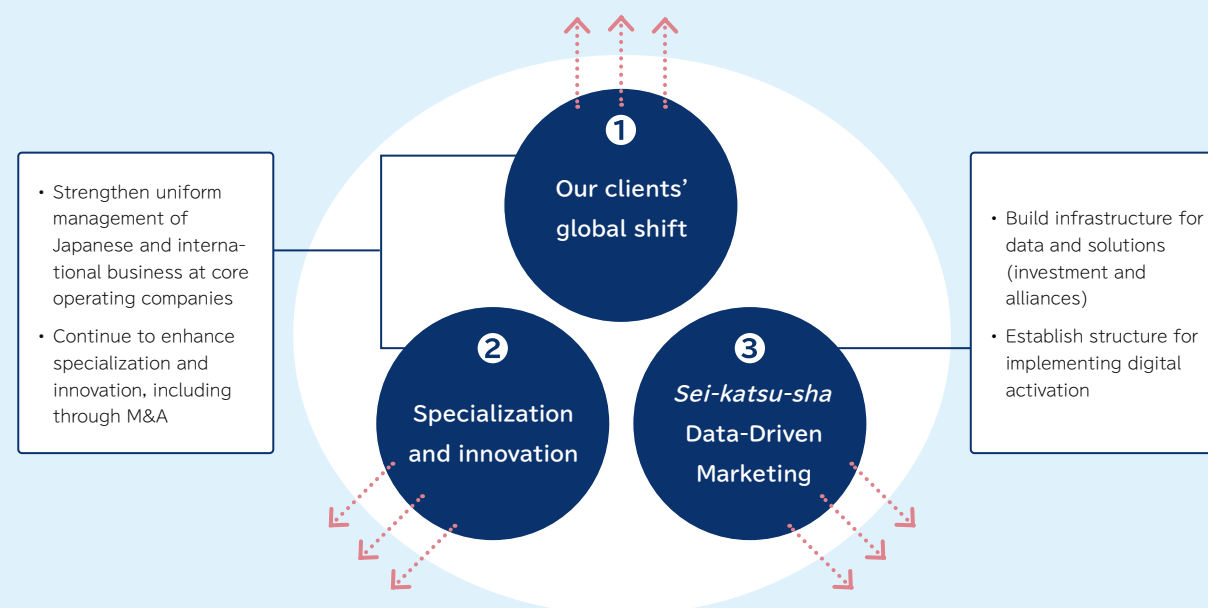 • Strengthen uniform
management of
Japanese and interna-
tional business at core
operating companies
• Continue to enhance
specialization and
innovation, including
through M&A
1
Our clients’
global shift
2
Specialization
and innovation
3
Sei-katsu-sha
Data-Driven
Marketing
• Build infrastructure for
data and solutions
(investment and
alliances)
• Establish structure for
implementing digital
activation